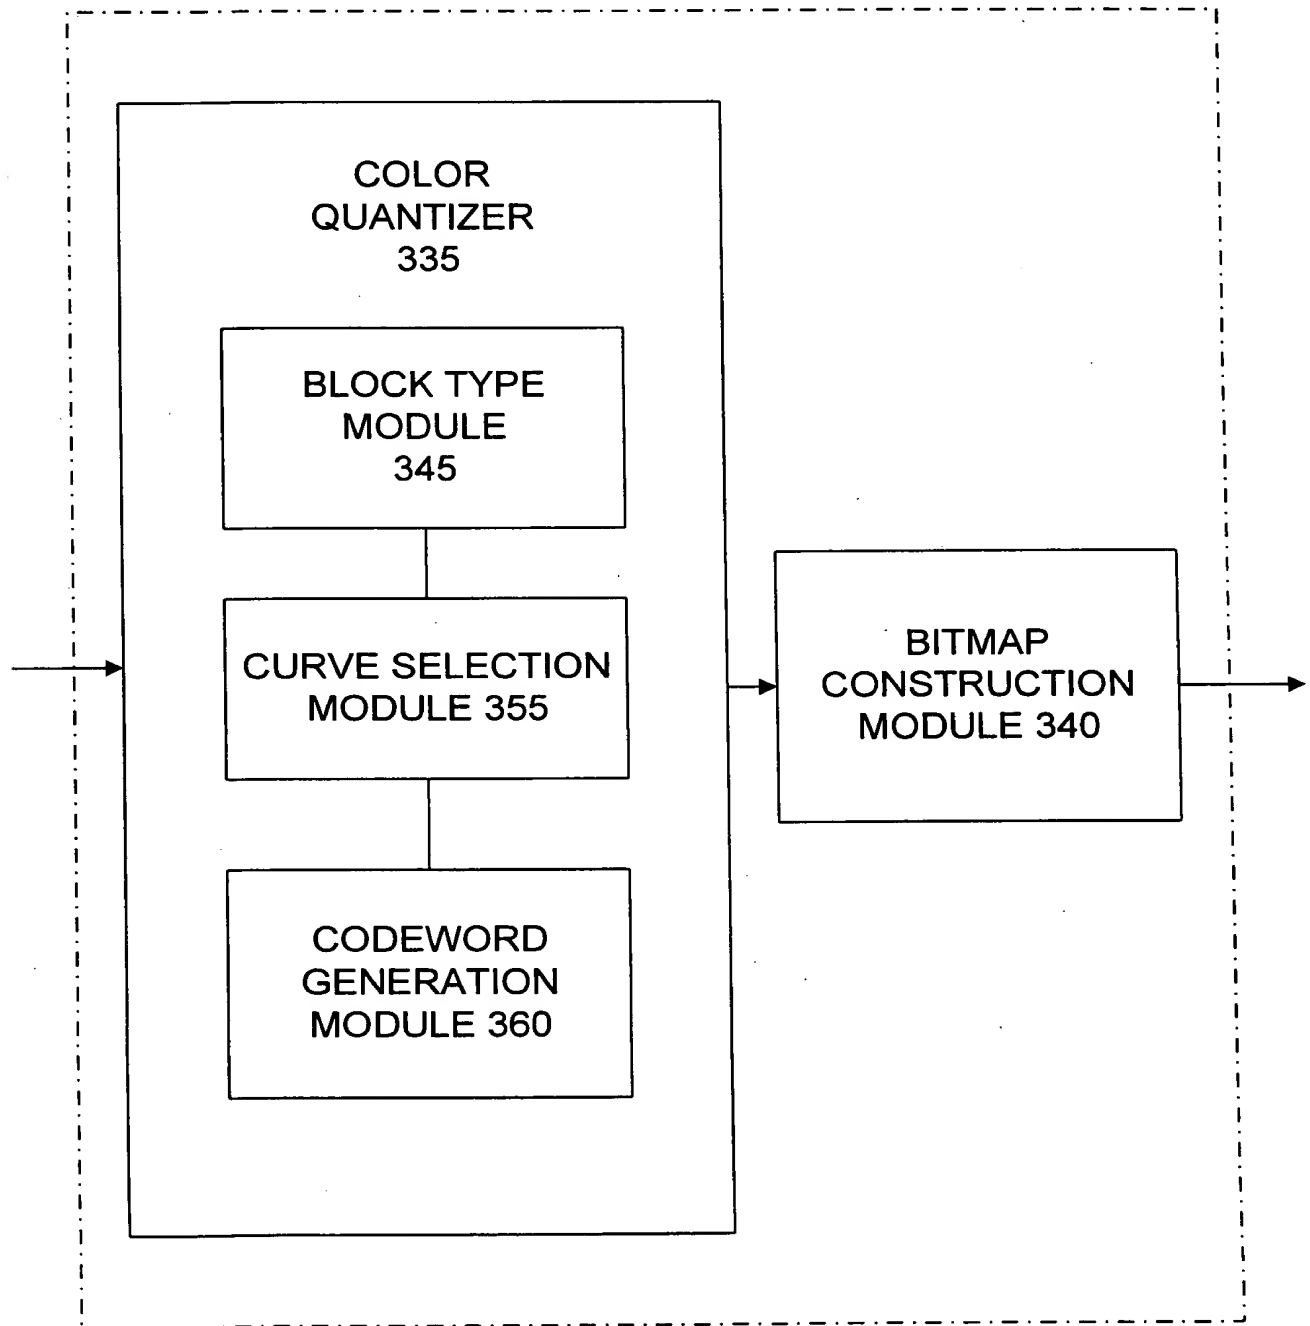 COLOR
QUANTIZER
335
BLOCK TYPE
MODULE
345
CURVE SELECTION
MODULE 355
CODEWORD
GENERATION
MODULE 360
BITMAP
CONSTRUCTION
MODULE 340